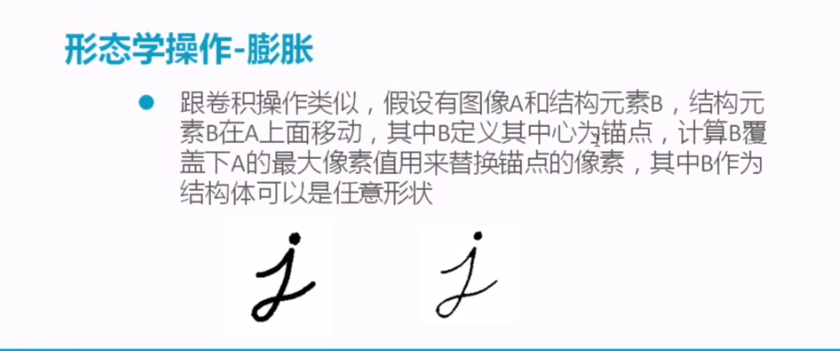 形态学操作-膨胀
跟卷积操作类似，假设有图像A和结构元素B，结构元
素B在A上面移动，其中B定义其中心为锚点，计算B覆
盖下A的最大像素值用来替换锚点的像素，其中B作为
结构体可以是任意形状
j j